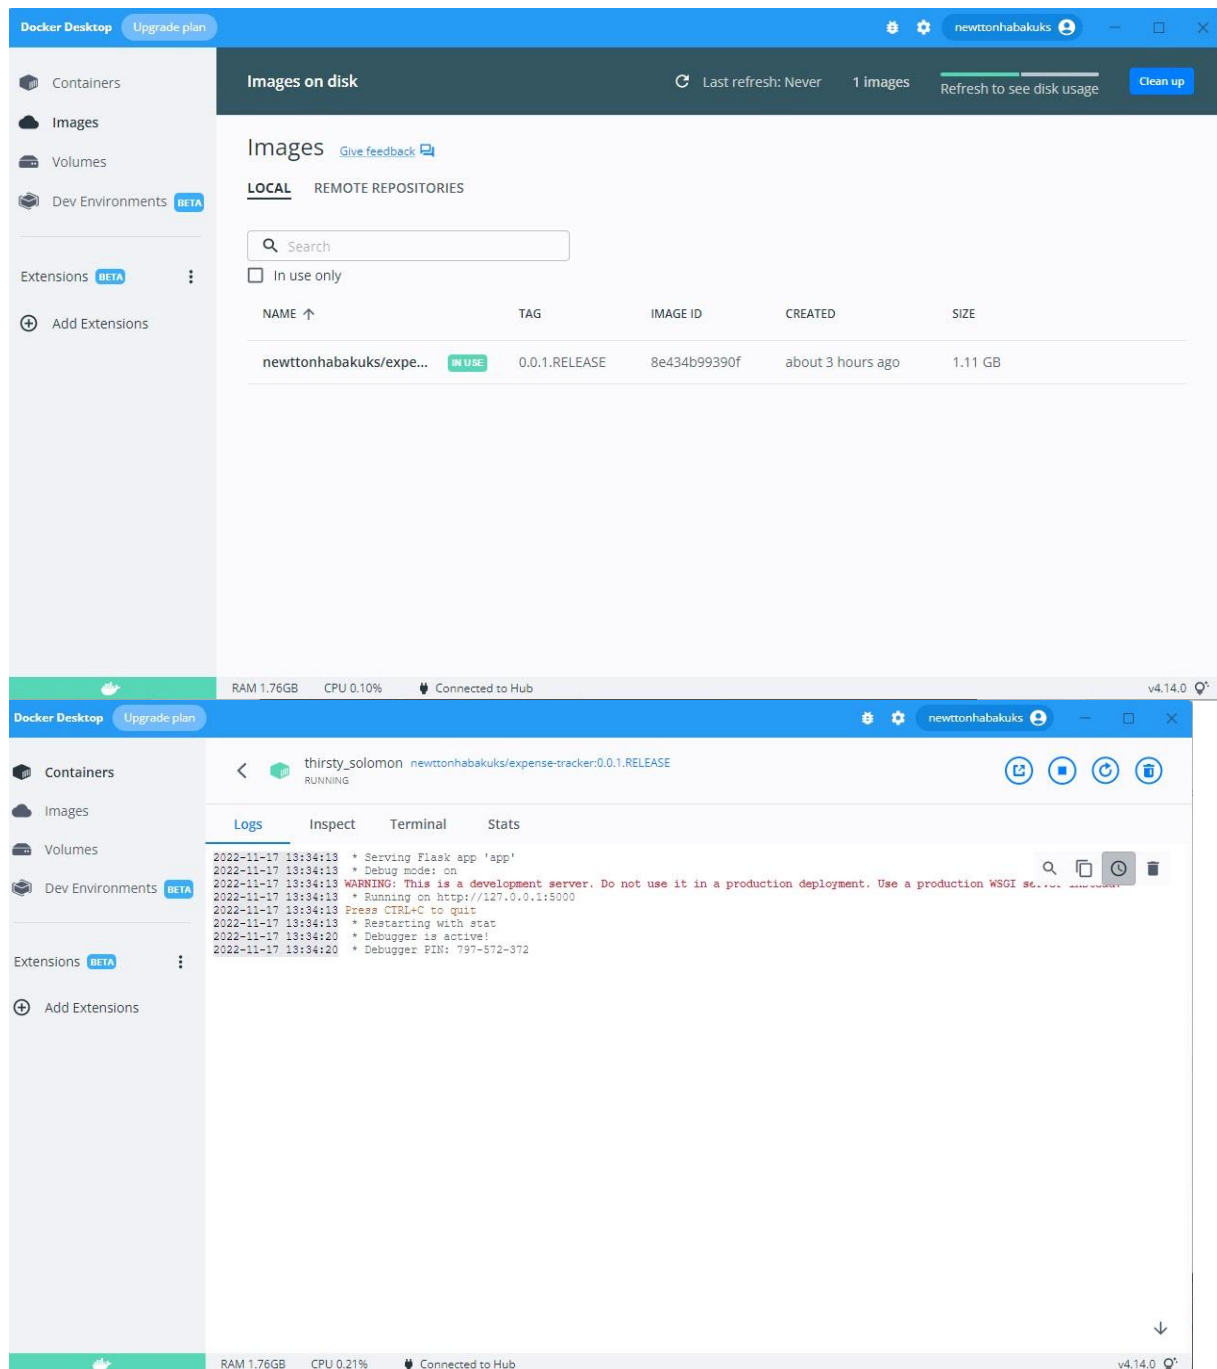 Docker Desktop Upgrade plan newttonhabakuks
Containers
Images
Volumes
Dev Environments BETA
Extensions BETA
Add Extensions
Images on disk Last refresh: Never 1 images Refresh to see disk usage Clean up
Images Give feedback
LOCAL REMOTE REPOSITORIES
Search
In use only
NAME TAG IMAGE ID CREATED SIZE
newttonhabakuks/expe... IN USE 0.0.1.RELEASE 8e434b99390f about 3 hours ago 1.11 GB
RAM 1.76GB CPU 0.10% Connected to Hub v4.14.0
Docker Desktop Upgrade plan newttonhabakuks
Containers
Images
Volumes
Dev Environments BETA
Extensions BETA
Add Extensions
thirsty_solomon newttonhabakuks/expense-tracker:0.0.1.RELEASE
RUNNING
Logs Inspect Terminal Stats
2022-11-17 13:34:13 * Serving Flask app 'app'
2022-11-17 13:34:13 * Debug mode: on
2022-11-17 13:34:13 WARNING: This is a development server. Do not use it in a production deployment. Use a production WSGI
2022-11-17 13:34:13 * Running on http://127.0.0.1:5000
2022-11-17 13:34:13 Press CTRL+C to quit
2022-11-17 13:34:13 * Restarting with stat
2022-11-17 13:34:20 * Debugger is active!
2022-11-17 13:34:20 * Debugger PIN: 797-572-372
RAM 1.76GB CPU 0.21% Connected to Hub v4.14.0